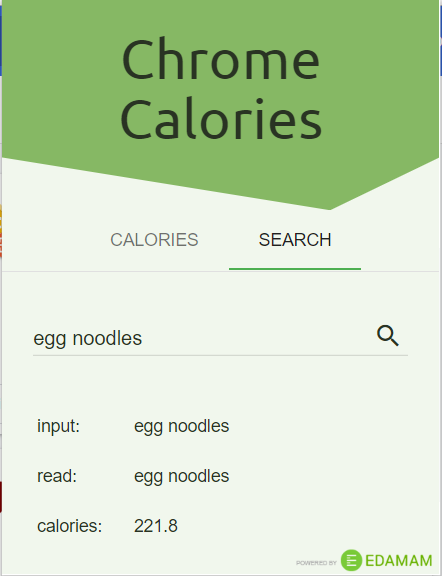 Chrome
Calories
CALORIES SEARCH
egg noodles
input: egg noodles
read: egg noodles
calories: 221.8
POWERED BY EDAMAM